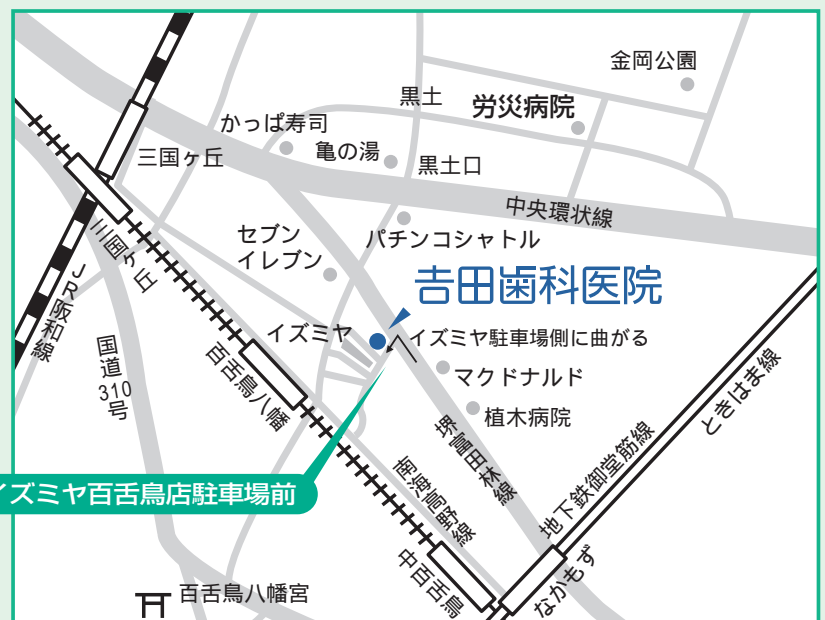 金岡公園
黒土
労災病院
かっぱ寿司
亀の湯
三国ヶ丘
黒土口
中央環状線
セブン
イレブン
パチンコシャトル
三国ヶ丘
吉田歯科医院
JR阪和線
イズミヤ
イズミヤ駐車場側に曲がる
国道310号
百舌鳥八幡
マクドナルド
ときはま線
植木病院
堺富田林線
地下鉄御堂筋線
南海高野線
イズミヤ百舌鳥店駐車場前
中百舌鳥
なかもず
百舌鳥八幡宮